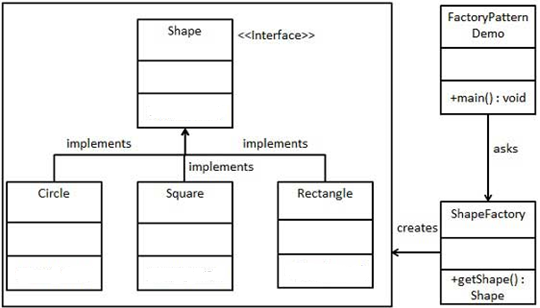 Shape
<<Interface>>
implements
implements
implements
Circle
Square
Rectangle
FactoryPattern
Demo
+main() : void
asks
ShapeFactory
+getShape() :
Shape
creates